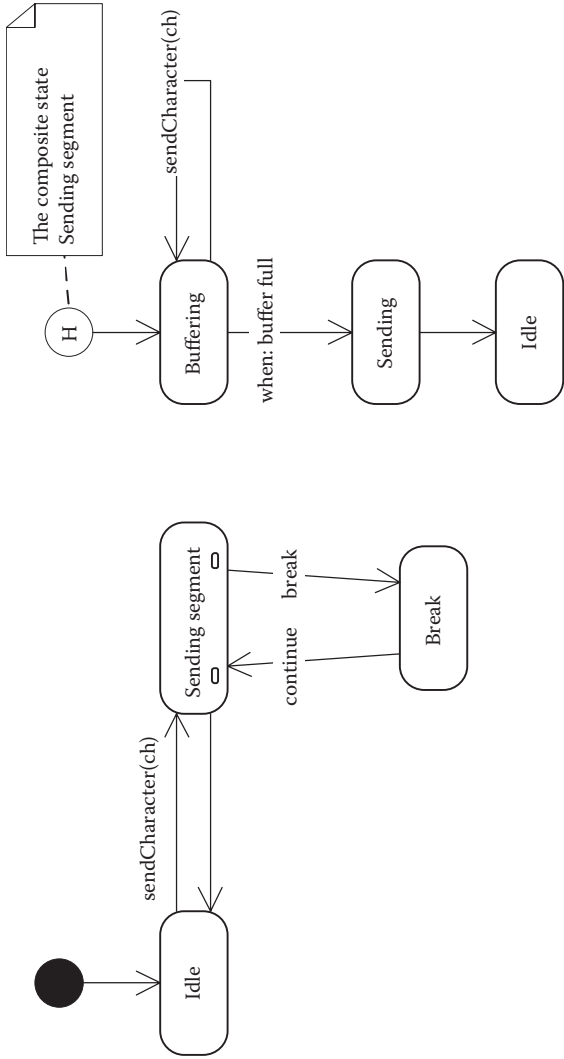 sendCharacter(ch)
Idle
Sending segment
continue
break
Break
H
The composite state
Sending segment
Buffering
sendCharacter(ch)
when: buffer full
Sending
Idle